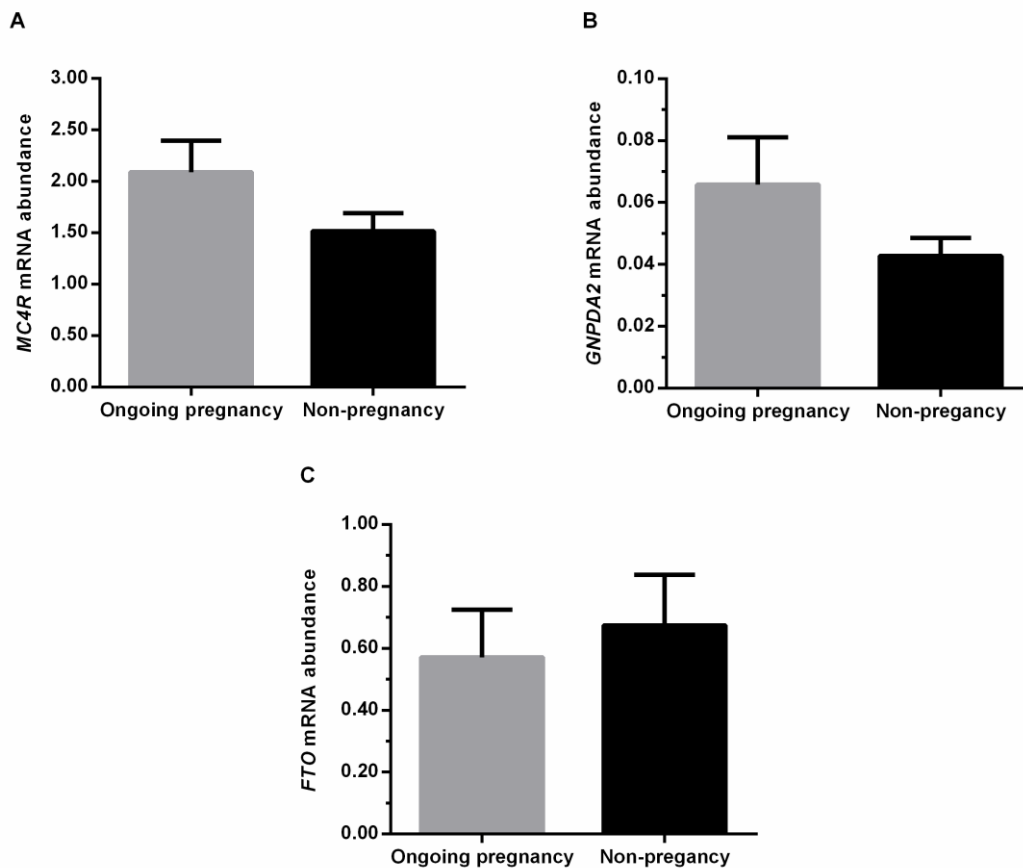 A
MC4R mRNA abundance
3.00
2.50
2.00
1.50
1.00
0.50
0.00
Ongoing pregnancy Non-pregnancy
B
GNPDA2 mRNA abundance
0.10
0.08
0.06
0.04
0.02
0.00
Ongoing pregnancy Non-pregancy
C
FTO mRNA abundance
1.00
0.80
0.60
0.40
0.20
0.00
Ongoing pregnancy Non-pregancy